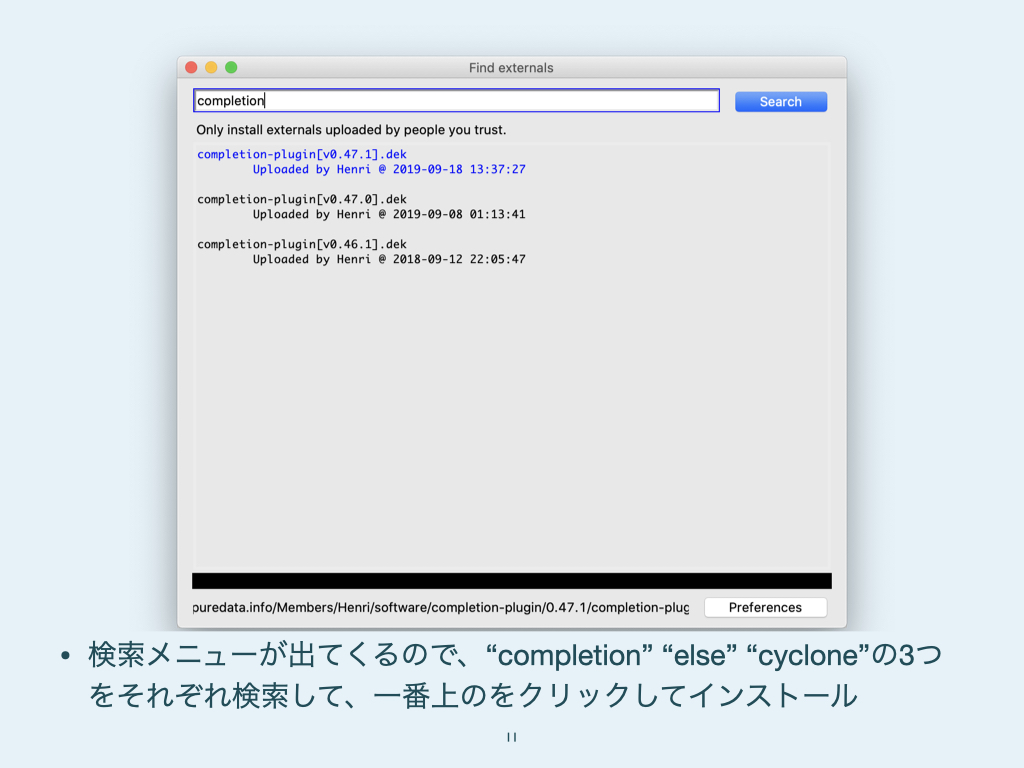 Find externals
completion
Search
Only install externals uploaded by people you trust.
completion-plugin[v0.47.1].dek
Uploaded by Henri @ 2019-09-18 13:37:27
completion-plugin[v0.47.0].dek
Uploaded by Henri @ 2019-09-08 01:13:41
completion-plugin[v0.46.1].dek
Uploaded by Henri @ 2018-09-12 22:05:47
puredata.info/Members/Henri/software/completion-plugin/0.47.1/completion-plug
Preferences
• 検索メニューが出てくるので、“completion” “else” “cyclone”の3つ
をそれぞれ検索して、一番上のをクリックしてインストール
11